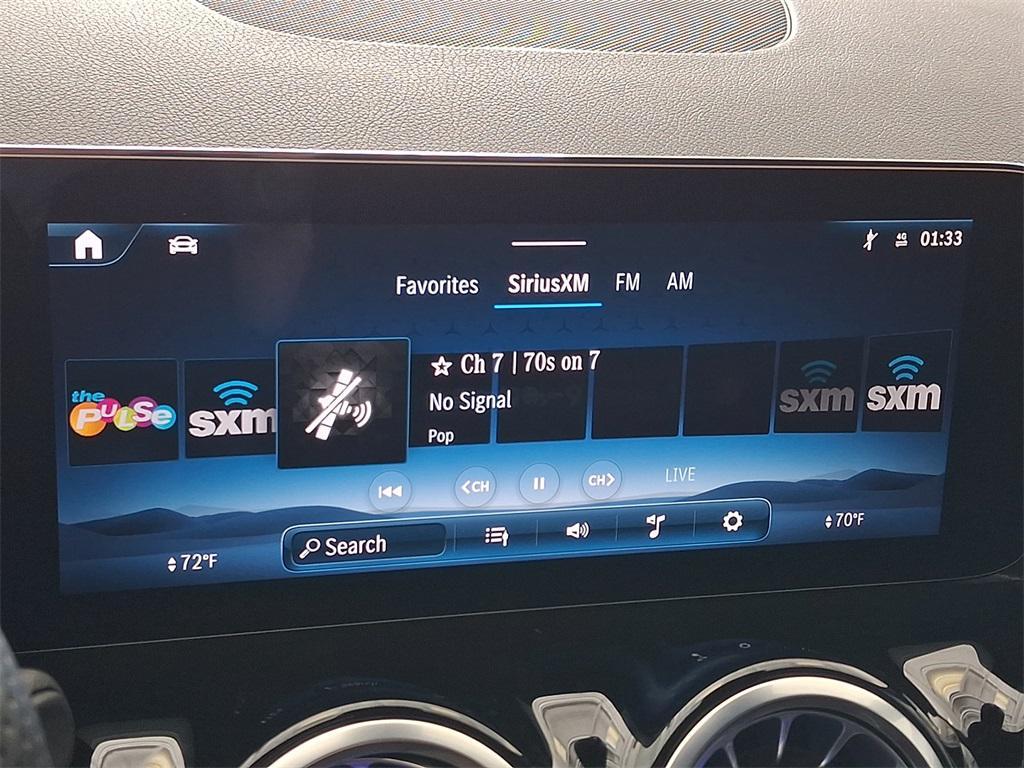 4G 01:33
Favorites SiriusXM FM AM
the PULSE
sxm
Ch 7 | 70s on 7
No Signal
Pop
sxm
sxm
<CH
CH>
LIVE
Search
72°F
70°F